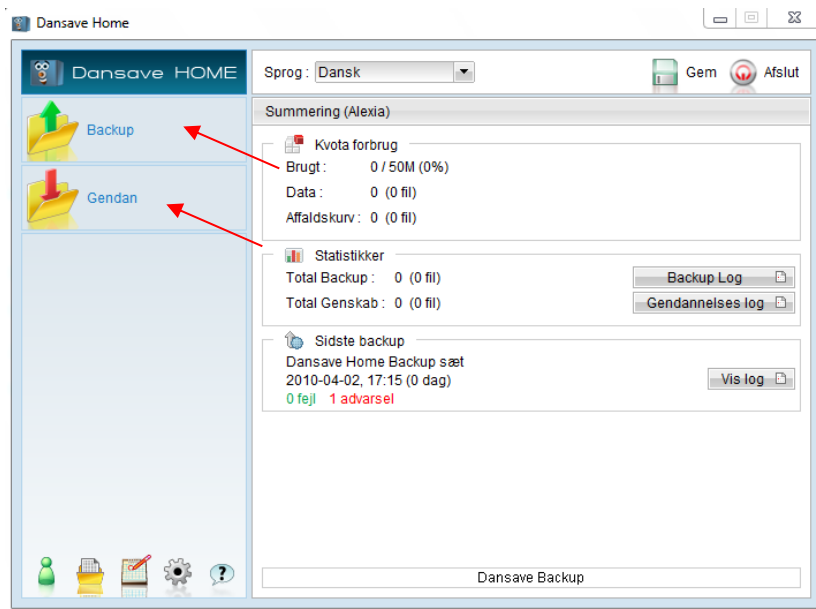 Dansave Home
Dansave HOME
Sprog : Dansk
Gem
Afslut
Backup
Gendan
Summering (Alexia)
Kvota forbrug
Brugt : 0 / 50M (0%)
Data : 0 (0 fil)
Affaldskurv : 0 (0 fil)
Statistikker
Total Backup : 0 (0 fil)
Backup Log
Total Genskab : 0 (0 fil)
Gendannelses log
Sidste backup
Dansave Home Backup sæt
2010-04-02, 17:15 (0 dag)
Vis log
0 fejl 1 advarsel
Dansave Backup